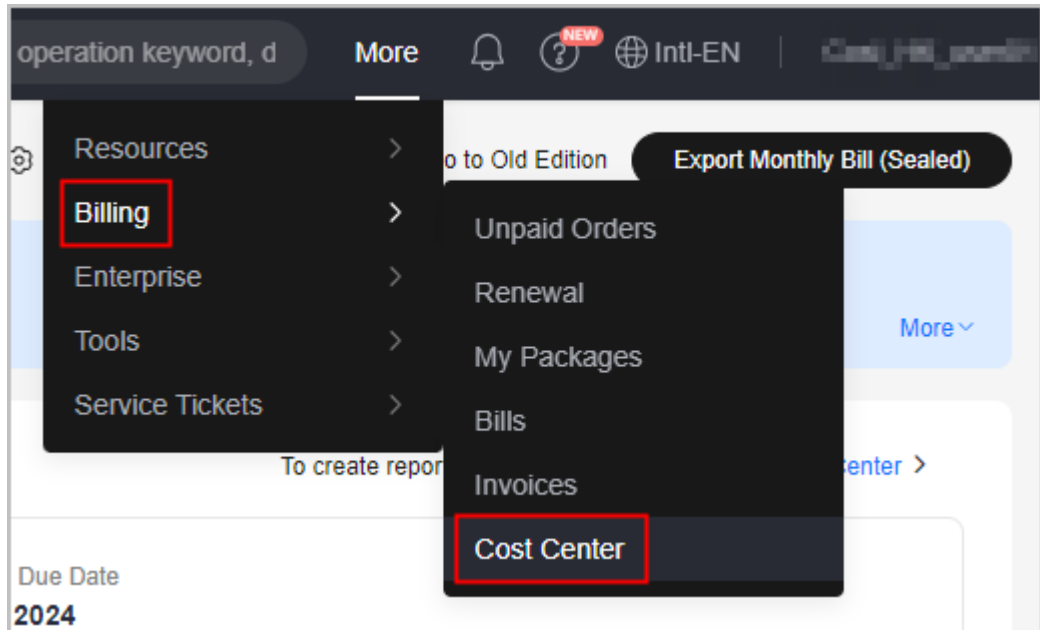 operation keyword, d
More
NEW
Intl-EN
Resources
o to Old Edition
Export Monthly Bill (Sealed)
Billing
Enterprise
Tools
Service Tickets
Unpaid Orders
Renewal
My Packages
Bills
Invoices
Cost Center
More
To create repor
enter
Due Date
2024